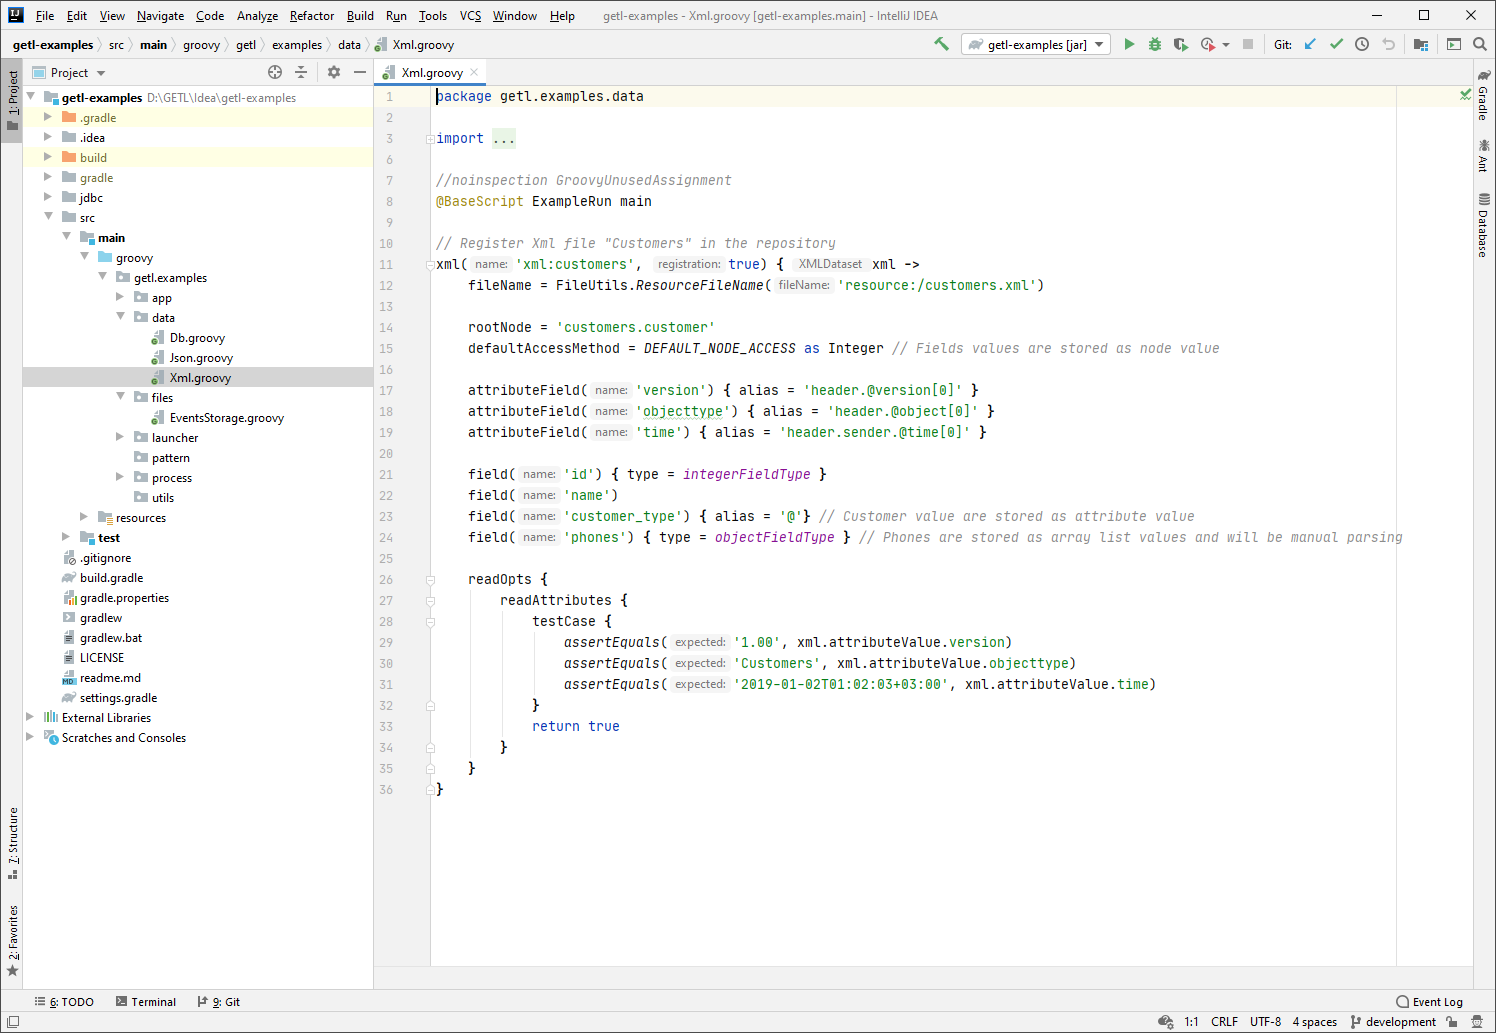 File Edit View Navigate Code Analyze Refactor Build Run Tools VCS Window Help getl-examples - Xml.groovy [getl-examples.main] - IntelliJ IDEA
getl-examples src main groovy getl examples data Xml.groovy getl-examples [jar] Git:
1: Project
Project
Xml.groovy
getl-examples D:\GETL\Idea\getl-examples
.gradle
.idea
build
gradle
jdbc
src
main
groovy
getl.examples
app
data
Db.groovy
Json.groovy
Xml.groovy
files
EventsStorage.groovy
launcher
pattern
process
utils
resources
test
.gitignore
build.gradle
gradle.properties
gradlew
gradlew.bat
LICENSE
readme.md
settings.gradle
External Libraries
Scratches and Consoles
7: Structure
2: Favorites
1 package getl.examples.data
2
3 import ...
6
7 //noinspection GroovyUnusedAssignment
8 @BaseScript ExampleRun main
9
10 // Register Xml file "Customers" in the repository
11 xml( name: 'xml:customers', registration: true) { XMLDataset xml ->
12 fileName = FileUtils.ResourceFileName( fileName: 'resource:/customers.xml')
13
14 rootNode = 'customers.customer'
15 defaultAccessMethod = DEFAULT_NODE_ACCESS as Integer // Fields values are stored as node value
16
17 attributeField( name: 'version') { alias = 'header.@version[0]' }
18 attributeField( name: 'objecttype') { alias = 'header.@object[0]' }
19 attributeField( name: 'time') { alias = 'header.sender.@time[0]' }
20
21 field( name: 'id') { type = integerFieldType }
22 field( name: 'name')
23 field( name: 'customer_type') { alias = '@'} // Customer value are stored as attribute value
24 field( name: 'phones') { type = objectFieldType } // Phones are stored as array list values and will be manual parsing
25
26 readOpts {
27 readAttributes {
28 testCase {
29 assertEquals( expected: '1.00', xml.attributeValue.version)
30 assertEquals( expected: 'Customers', xml.attributeValue.objecttype)
31 assertEquals( expected: '2019-01-02T01:02:03+03:00', xml.attributeValue.time)
32 }
33 return true
34 }
35 }
36 }
Gradle
Ant
Database
6: TODO Terminal 9: Git Event Log
1:1 CRLF UTF-8 4 spaces development